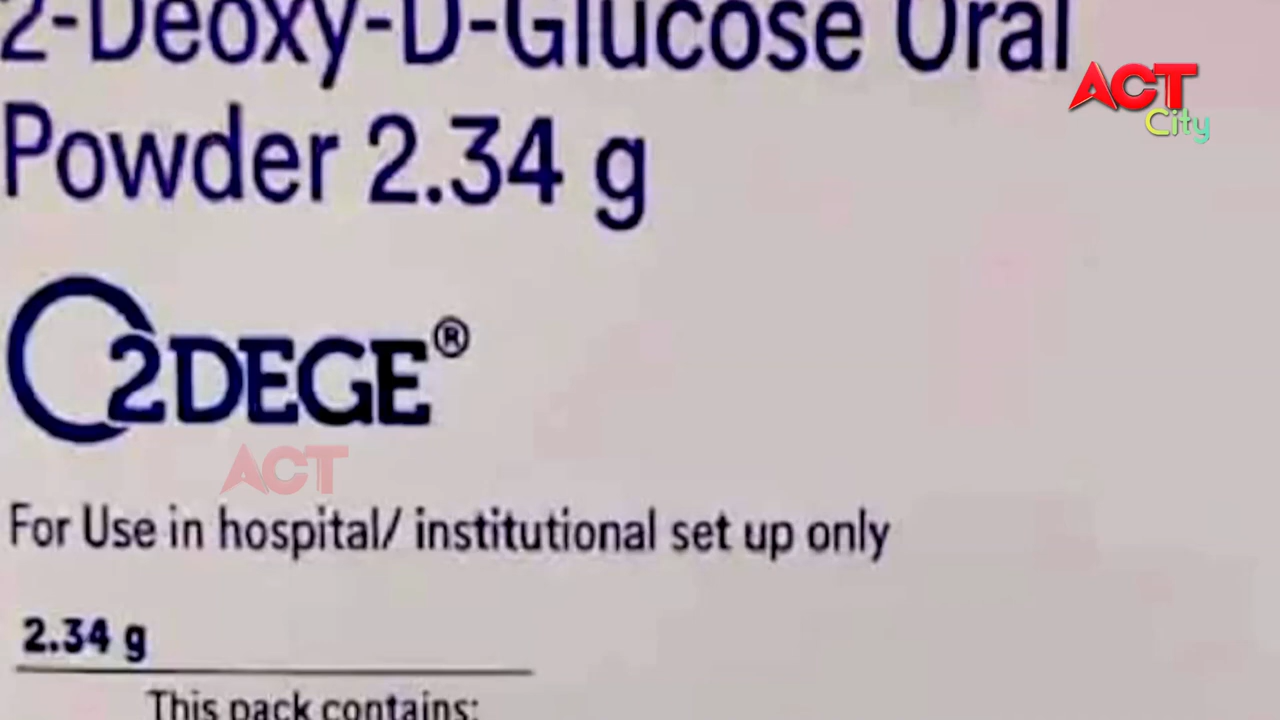 2-Deoxy-D-Glucose Oral
Powder 2.34 g
ACT
City
2DEGE®
ACT
For Use in hospital/ institutional set up only
2.34 g
This pack contains: